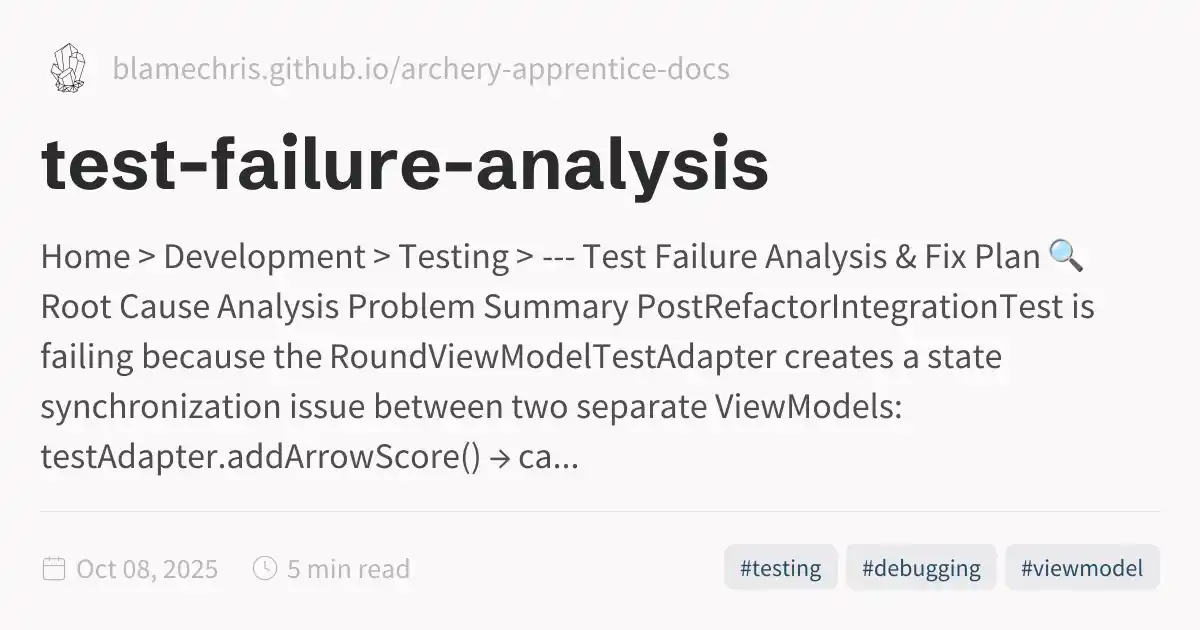 blamechris.github.io/archery-apprentice-docs
test-failure-analysis
Home > Development > Testing > --- Test Failure Analysis & Fix Plan 🔍
Root Cause Analysis Problem Summary PostRefactorIntegrationTest is
failing because the RoundViewModelTestAdapter creates a state
synchronization issue between two separate ViewModels:
testAdapter.addArrowScore() → ca...
Oct 08, 2025 5 min read #testing #debugging #viewmodel